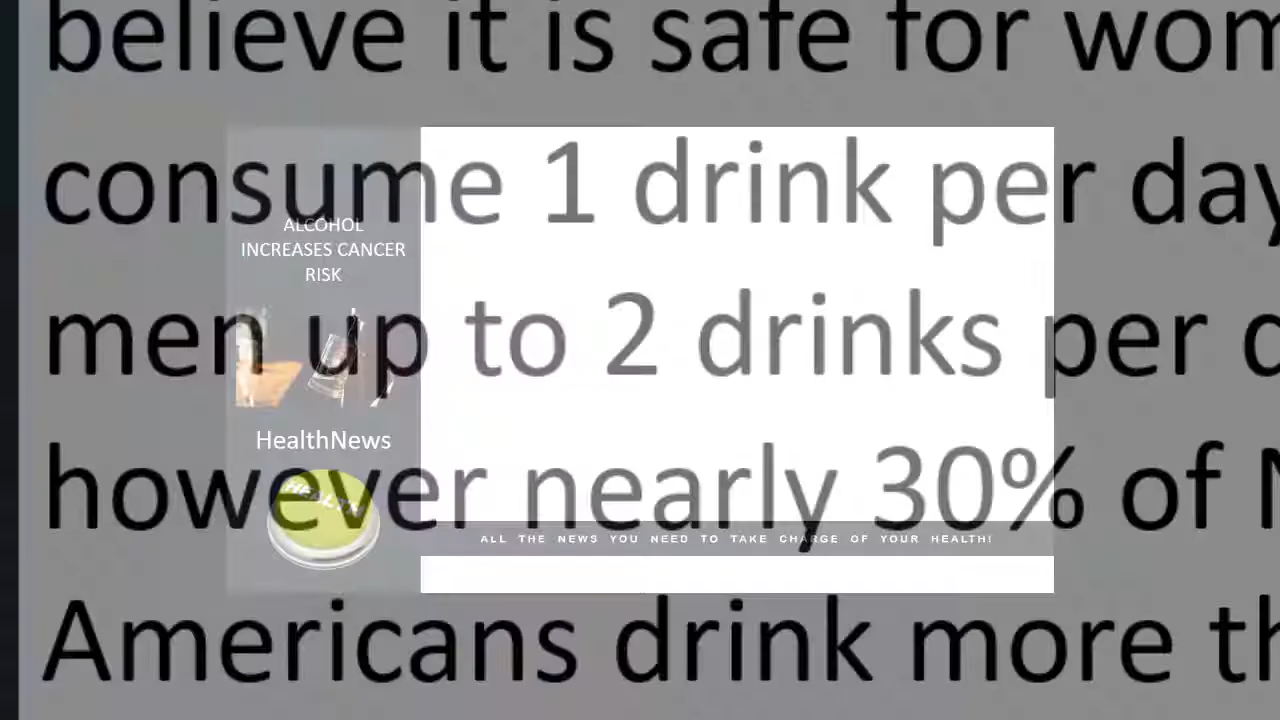 believe it is safe for
consume 1 drink per day
men up to 2 drinks per
however nearly 30% of
Americans drink more
ALCOHOL
INCREASES CANCER
RISK
HealthNews
HEALTH
ALL THE NEWS YOU NEED TO TAKE CHARGE OF YOUR HEALTH!